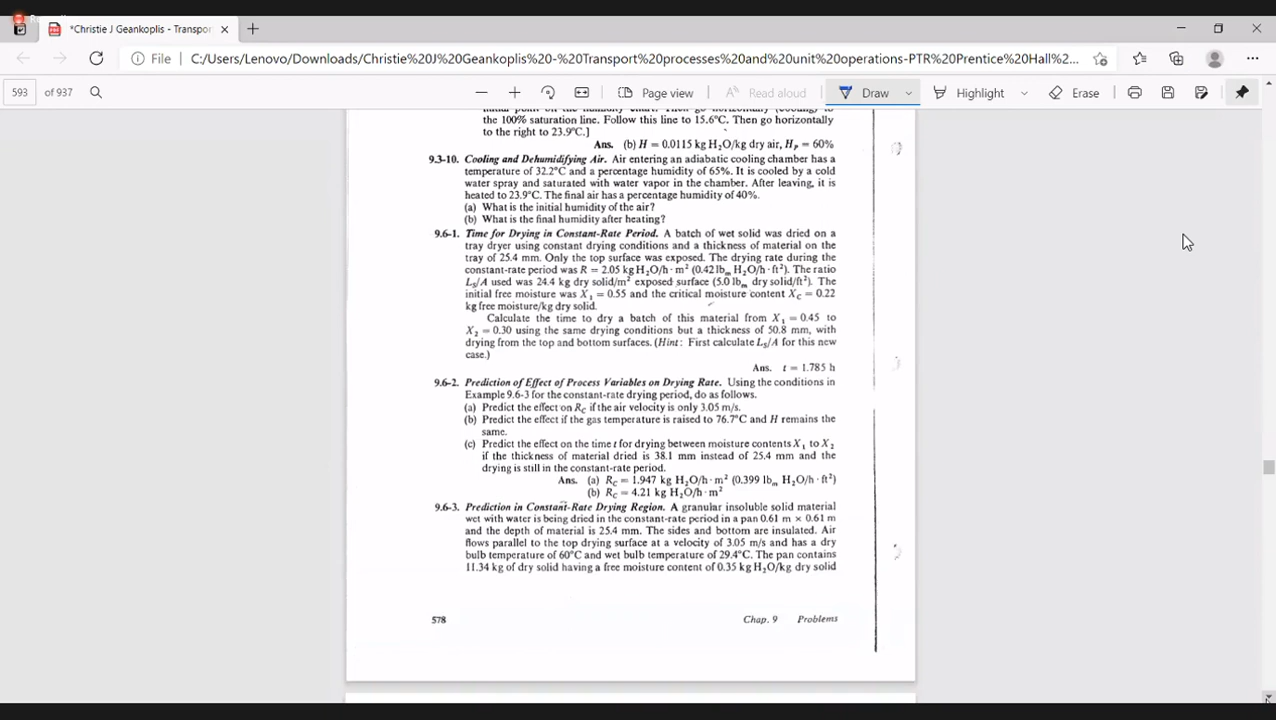 *Christie J Geankoplis - Transpor
File
C:/Users/Lenovo/Downloads/Christie%20J%20Geankoplis%20-%20Transport%20processes%20and%20unit%20operations-PTR%20Prentice%20Hall%2...
593 of 937
Page view
Read aloud
Draw
Highlight
Erase
the 100% saturation line. Follow this line to 15.6°C. Then go horizontally
to the right to 23.9°C.]
Ans. (b) H = 0.0115 kg H₂O/kg dry air, Hₚ = 60%
9.3-10. Cooling and Dehumidifying Air. Air entering an adiabatic cooling chamber has a
temperature of 32.2°C and a percentage humidity of 65%. It is cooled by a cold
water spray and saturated with water vapor in the chamber. After leaving, it is
heated to 23.9°C. The final air has a percentage humidity of 40%.
(a) What is the initial humidity of the air?
(b) What is the final humidity after heating?
9.6-1. Time for Drying in Constant-Rate Period. A batch of wet solid was dried on a
tray dryer using constant drying conditions and a thickness of material on the
tray of 25.4 mm. Only the top surface was exposed. The drying rate during the
constant-rate period was R = 2.05 kg H₂O/h · m² (0.42 lbₘ H₂O/h · ft²). The ratio
Lₛ/A used was 24.4 kg dry solid/m² exposed surface (5.0 lbₘ dry solid/ft²). The
initial free moisture was X₁ = 0.55 and the critical moisture content X_C = 0.22
kg free moisture/kg dry solid.
Calculate the time to dry a batch of this material from X₁ = 0.45 to
X₂ = 0.30 using the same drying conditions but a thickness of 50.8 mm, with
drying from the top and bottom surfaces. (Hint: First calculate Lₛ/A for this new
case.)
Ans. t = 1.785 h
9.6-2. Prediction of Effect of Process Variables on Drying Rate. Using the conditions in
Example 9.6-3 for the constant-rate drying period, do as follows.
(a) Predict the effect on R_C if the air velocity is only 3.05 m/s.
(b) Predict the effect if the gas temperature is raised to 76.7°C and H remains the
same.
(c) Predict the effect on the time t for drying between moisture contents X₁ to X₂
if the thickness of material dried is 38.1 mm instead of 25.4 mm and the
drying is still in the constant-rate period.
Ans. (a) R_C = 1.947 kg H₂O/h · m² (0.399 lbₘ H₂O/h · ft²)
(b) R_C = 4.21 kg H₂O/h · m²
9.6-3. Prediction in Constant-Rate Drying Region. A granular insoluble solid material
wet with water is being dried in the constant-rate period in a pan 0.61 m × 0.61 m
and the depth of material is 25.4 mm. The sides and bottom are insulated. Air
flows parallel to the top drying surface at a velocity of 3.05 m/s and has a dry
bulb temperature of 60°C and wet bulb temperature of 29.4°C. The pan contains
11.34 kg of dry solid having a free moisture content of 0.35 kg H₂O/kg dry solid
578
Chap. 9 Problems